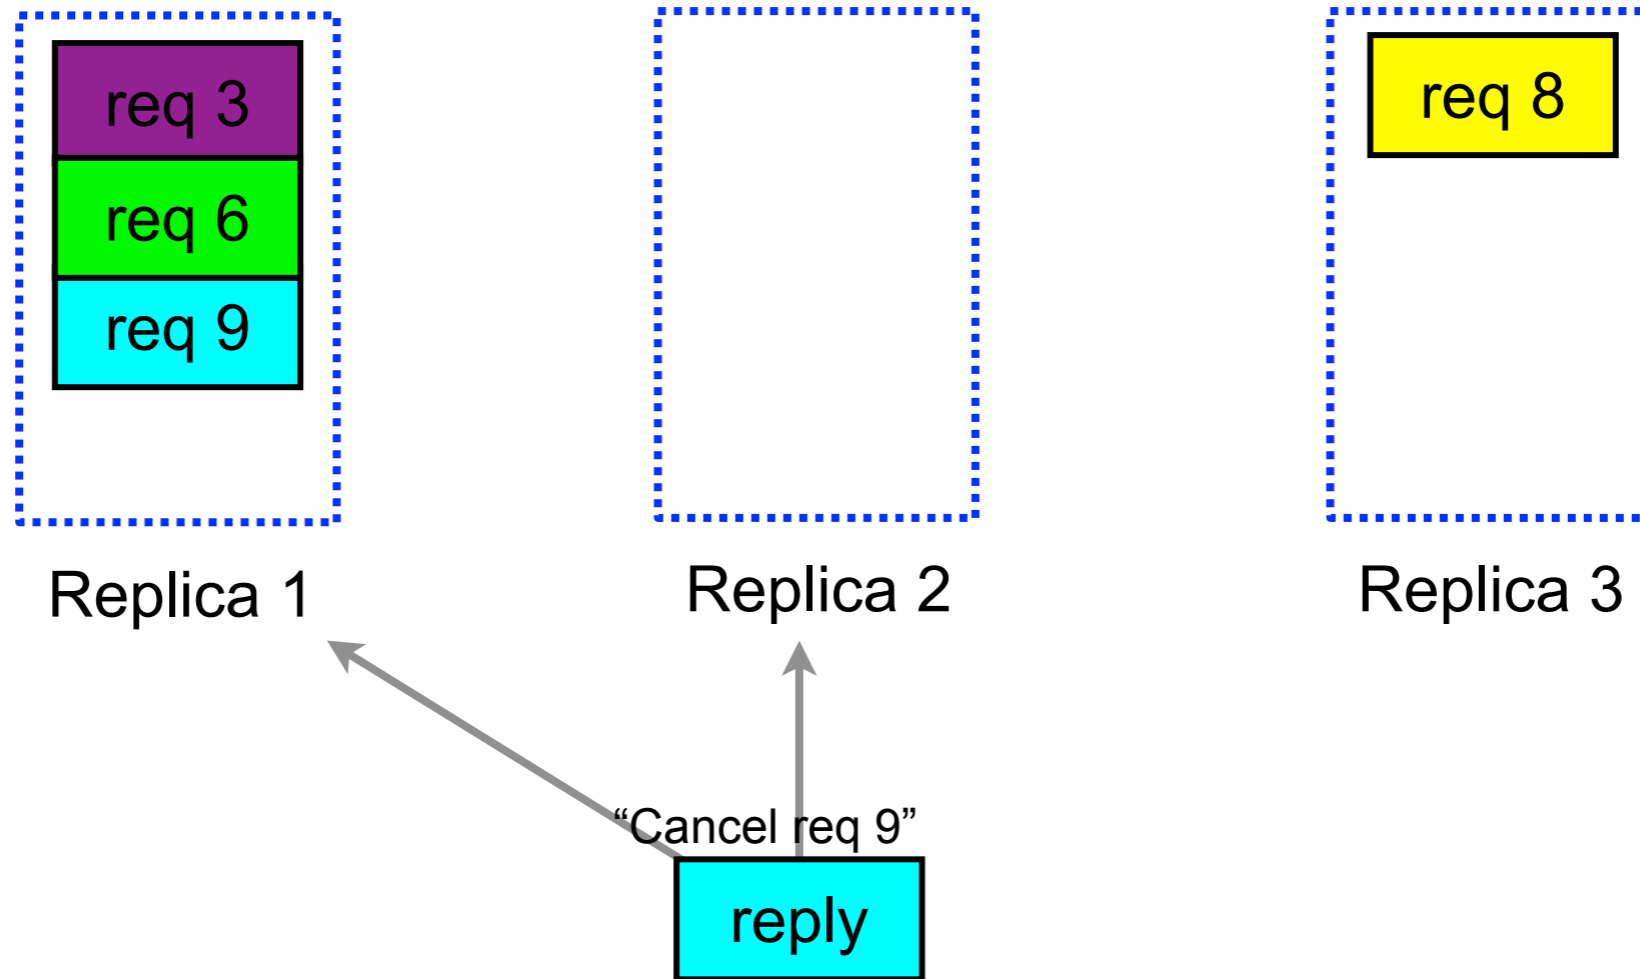 req 3
req 6
req 9
req 8
Replica 1
Replica 2
Replica 3
“Cancel req 9”
reply